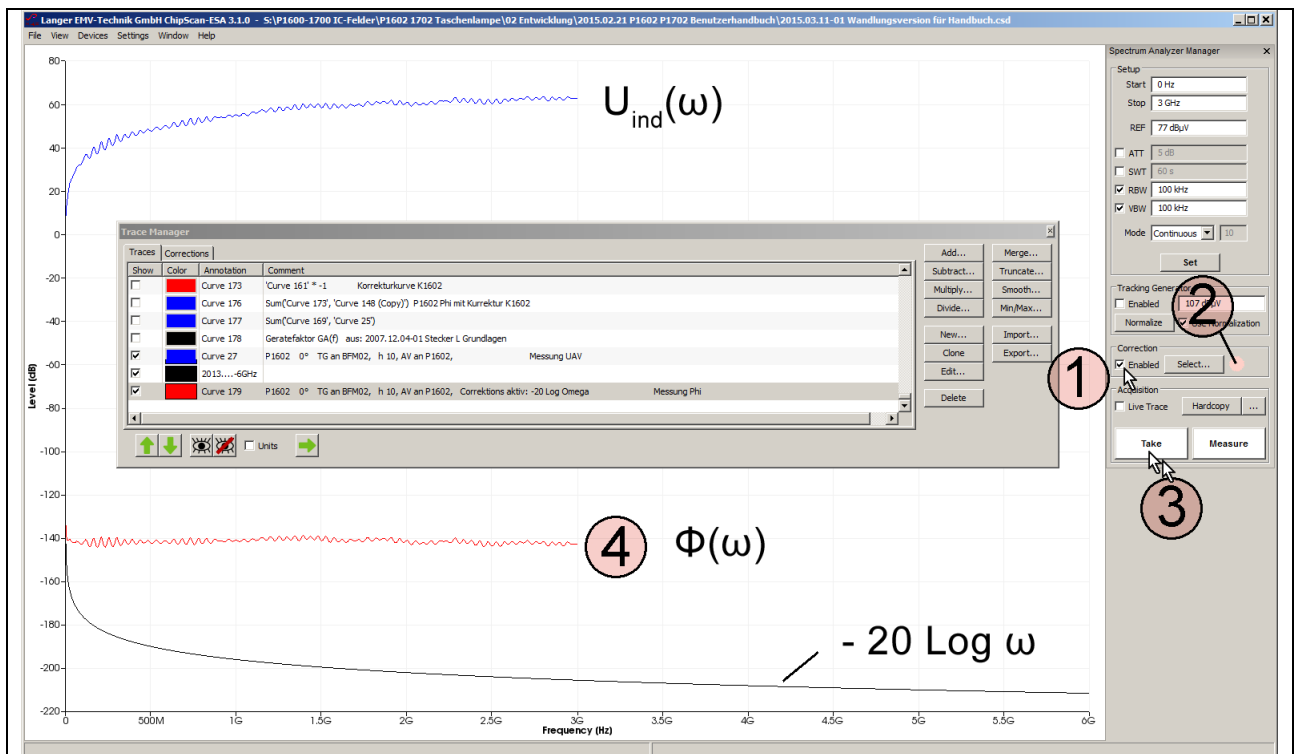 Langer EMV-Technik GmbH ChipScan-ESA 3.1.0 - S:\P1600-1700 IC-Felder\P1602 1702 Taschenlampe\02 Entwicklung\2015.02.21 P1602 P1702 Benutzerhandbuch\2015.03.11-01 Wandlungsversion für Handbuch.csd
File View Devices Settings Window Help
Level (dB)
80
60
40
20
0
-20
-40
-60
-80
-100
-120
-140
-160
-180
-200
-220
0 500M 1G 1.5G 2G 2.5G 3G 3.5G 4G 4.5G 5G 5.5G 6G
Frequency (Hz)
U_ind(ω)
Trace Manager
Traces Corrections
Show Color Annotation Comment
Curve 173 'Curve 161' * -1 Korrekturkurve K1602
Curve 176 Sum('Curve 173', 'Curve 148 (Copy)') P1602 Phi mit Kurrektur K1602
Curve 177 Sum('Curve 169', 'Curve 25')
Curve 178 Geratefaktor GA(f) aus: 2007.12.04-01 Stecker L Grundlagen
Curve 27 P1602 0° TG an BFM02, h 10, AV an P1602, Messung UAV
2013....-6GHz
Curve 179 P1602 0° TG an BFM02, h 10, AV an P1602, Correktions aktiv: -20 Log Omega Messung Phi
Units
Add... Merge...
Subtract... Truncate...
Multiply... Smooth...
Divide... Min/Max...
New... Import...
Clone Export...
Edit...
Delete
4 Φ(ω)
- 20 Log ω
Spectrum Analyzer Manager
Setup
Start 0 Hz
Stop 3 GHz
REF 77 dBµV
ATT 5 dB
SWT 60 s
RBW 100 kHz
VBW 100 kHz
Mode Continuous 10
Set
Tracking Generator
Enabled 107 dBµV
Normalize Use Normalization
2
Correction
Enabled Select...
1
Acquisition
Live Trace Hardcopy ...
Take Measure
3